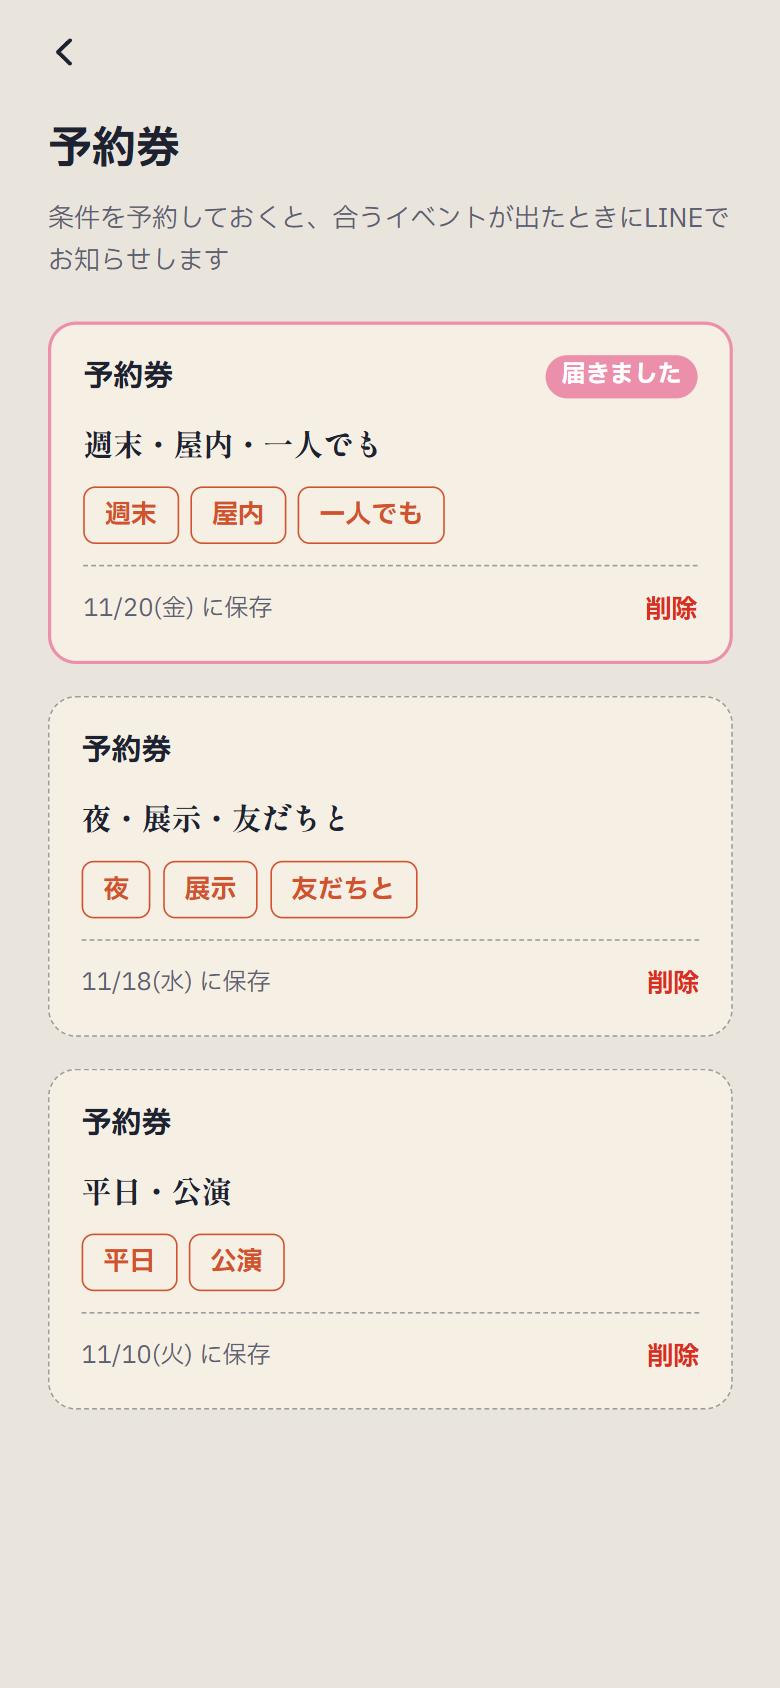 予約券
条件を予約しておくと、合うイベントが出たときにLINEで
お知らせします
予約券
届きました
週末・屋内・一人でも
週末
屋内
一人でも
11/20(金) に保存
削除
予約券
夜・展示・友だちと
夜
展示
友だちと
11/18(水) に保存
削除
予約券
平日・公演
平日
公演
11/10(火) に保存
削除